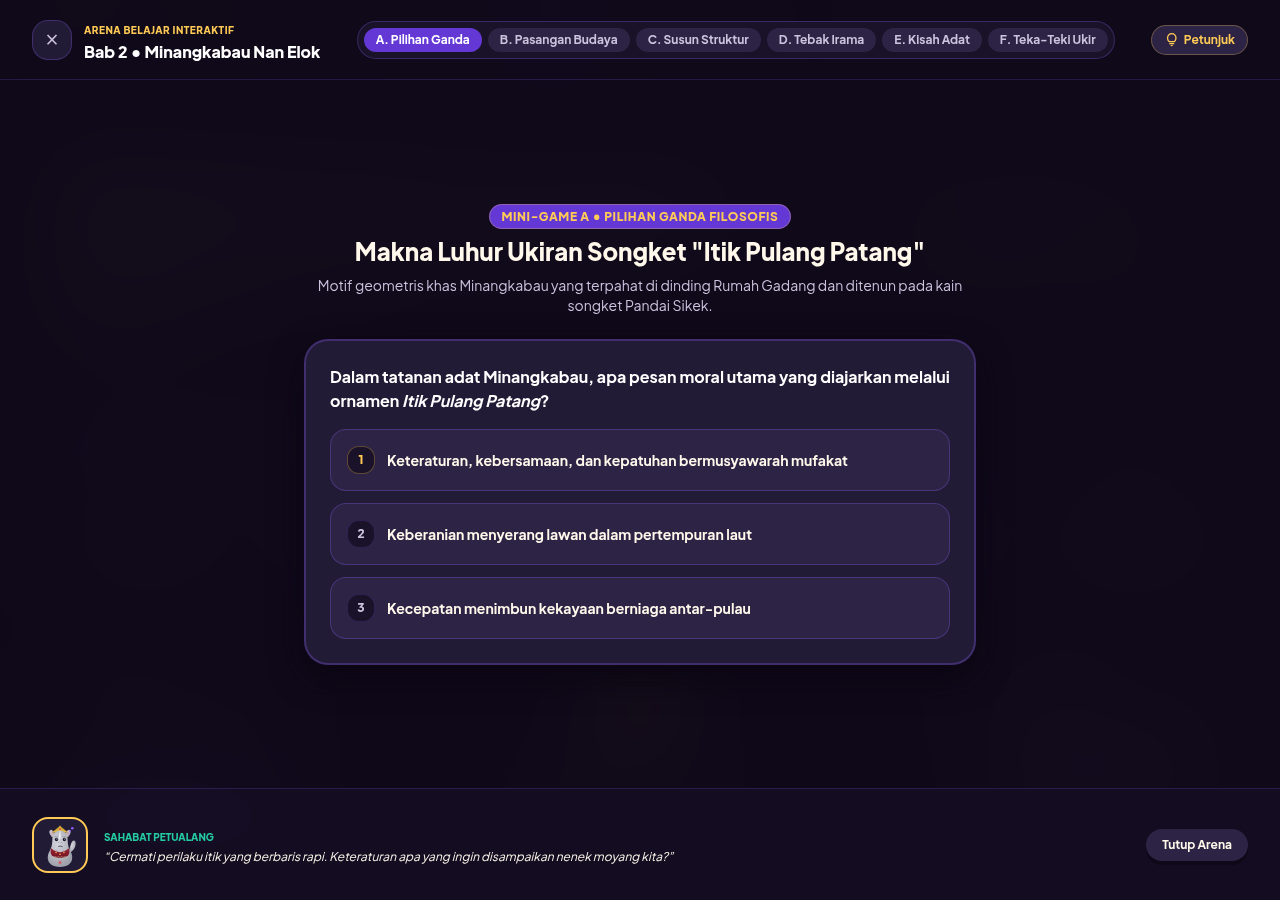 ARENA BELAJAR INTERAKTIF
Bab 2 • Minangkabau Nan Elok
A. Pilihan Ganda
B. Pasangan Budaya
C. Susun Struktur
D. Tebak Irama
E. Kisah Adat
F. Teka-Teki Ukir
Petunjuk
MINI-GAME A • PILIHAN GANDA FILOSOFIS
Makna Luhur Ukiran Songket "Itik Pulang Patang"
Motif geometris khas Minangkabau yang terpahat di dinding Rumah Gadang dan ditenun pada kain
songket Pandai Sikek.
Dalam tatanan adat Minangkabau, apa pesan moral utama yang diajarkan melalui
ornamen Itik Pulang Patang?
1 Keteraturan, kebersamaan, dan kepatuhan bermusyawarah mufakat
2 Keberanian menyerang lawan dalam pertempuran laut
3 Kecepatan menimbun kekayaan berniaga antar-pulau
SAHABAT PETUALANG
"Cermati perilaku itik yang berbaris rapi. Keteraturan apa yang ingin disampaikan nenek moyang kita?"
Tutup Arena